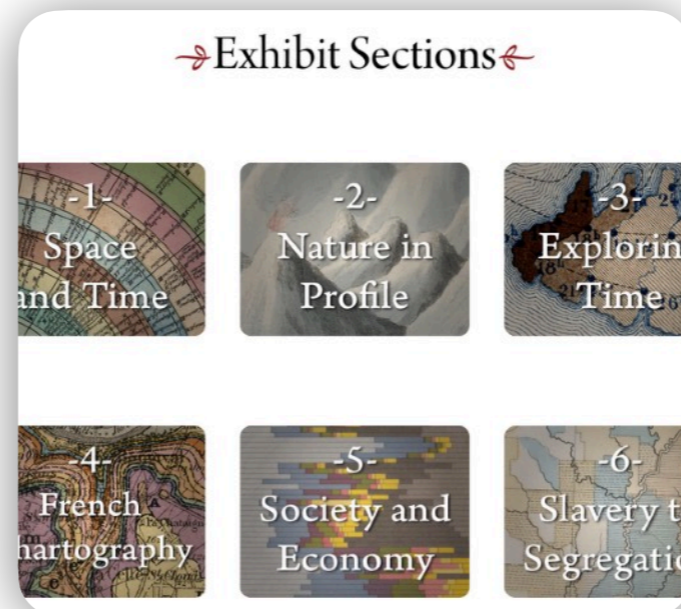 Exhibit Sections
-1-
Space
and Time
-2-
Nature in
Profile
-3-
Explorin
Time
-4-
French
hartography
-5-
Society and
Economy
-6-
Slavery t
Segregatio